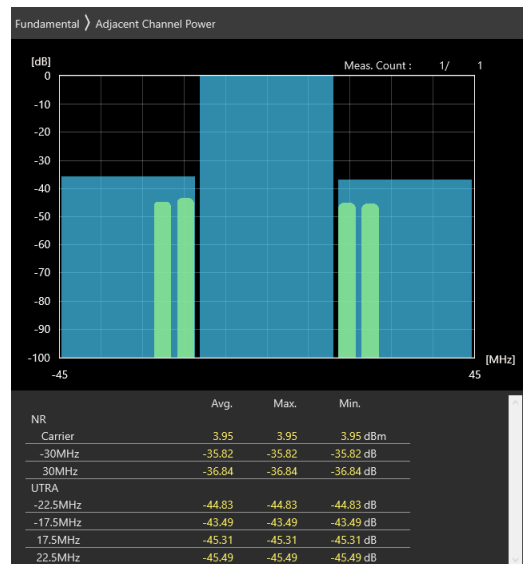 Fundamental ❭ Adjacent Channel Power
[dB]
Meas. Count : 1/ 1
0
-10
-20
-30
-40
-50
-60
-70
-80
-90
-100
[MHz]
-45 45
Avg. Max. Min.
NR
Carrier 3.95 3.95 3.95 dBm
-30MHz -35.82 -35.82 -35.82 dB
30MHz -36.84 -36.84 -36.84 dB
UTRA
-22.5MHz -44.83 -44.83 -44.83 dB
-17.5MHz -43.49 -43.49 -43.49 dB
17.5MHz -45.31 -45.31 -45.31 dB
22.5MHz -45.49 -45.49 -45.49 dB